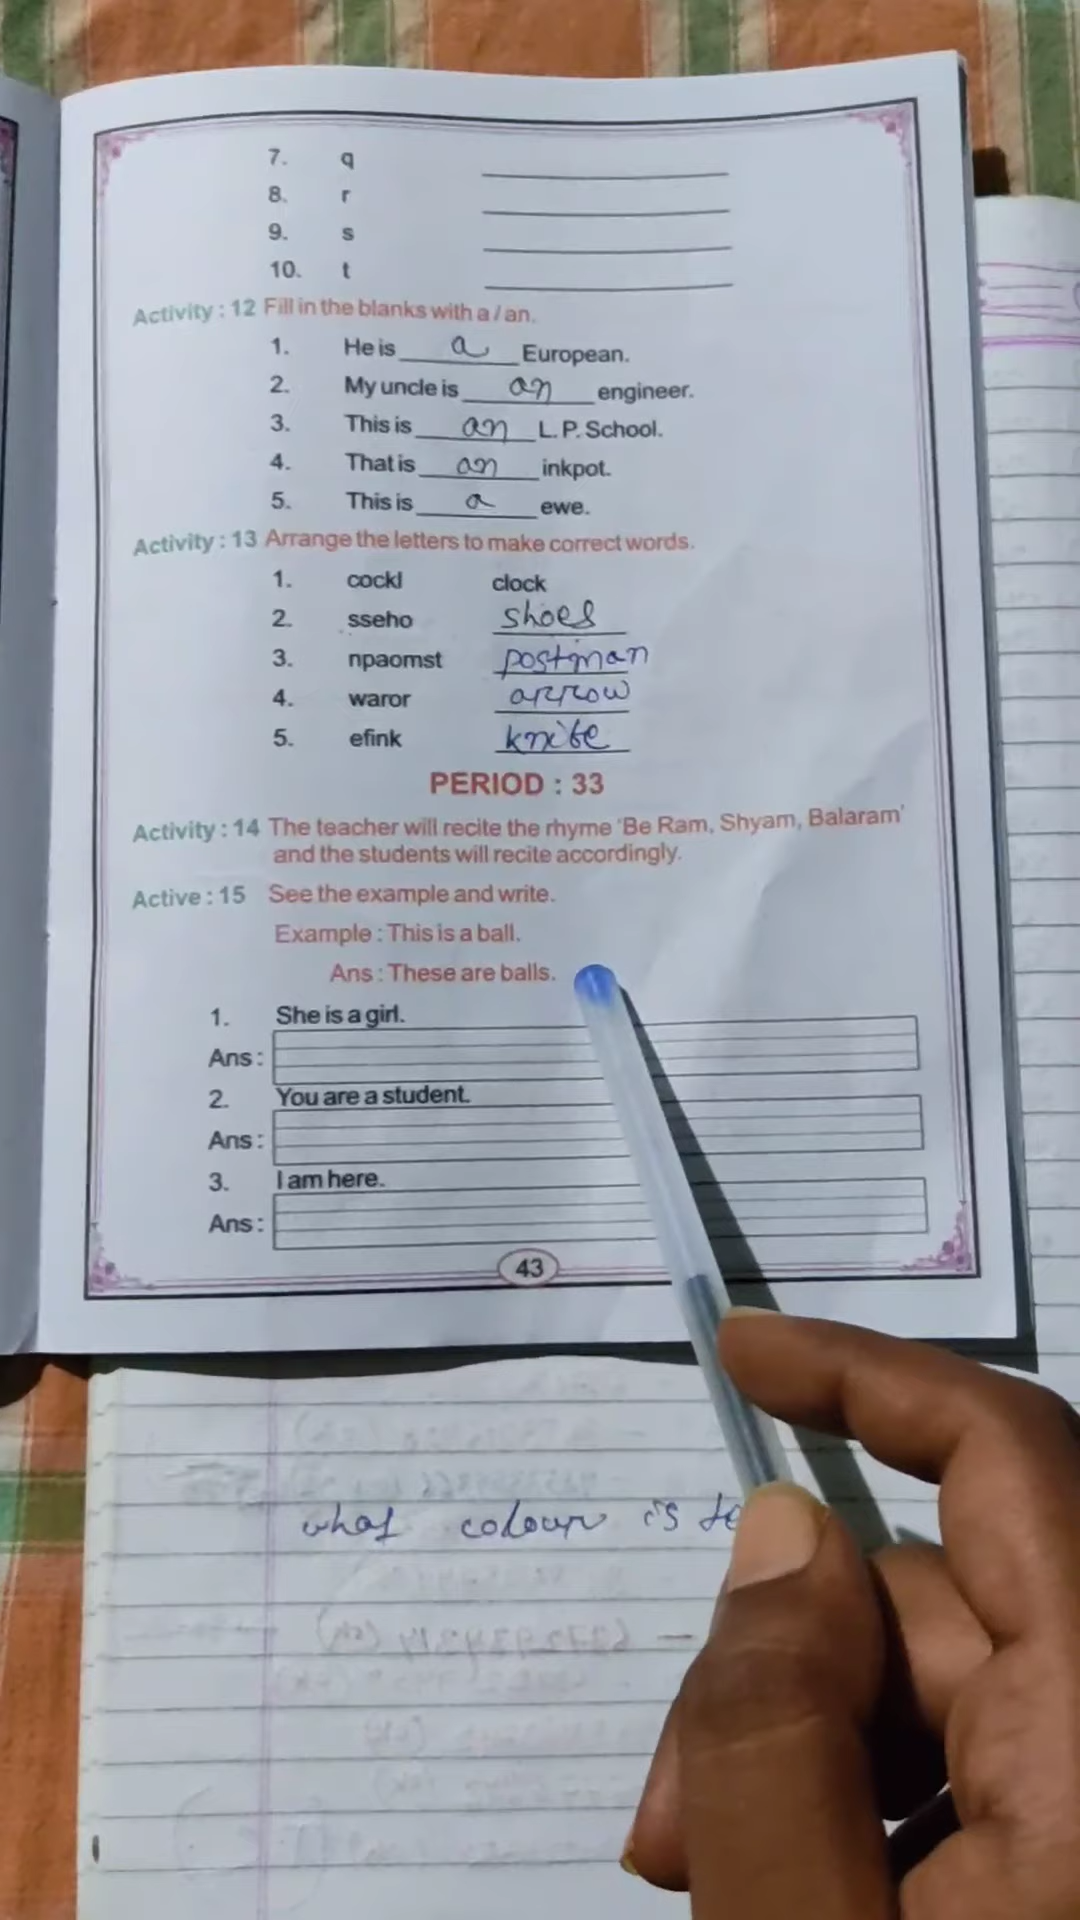 7. q
8. r
9. s
10. t
Activity : 12 Fill in the blanks with a / an.
1. He is a European.
2. My uncle is an engineer.
3. This is an L. P. School.
4. That is an inkpot.
5. This is a ewe.
Activity : 13 Arrange the letters to make correct words.
1. cockl clock
2. sseho shoes
3. npaomst postman
4. waror arrow
5. efink knife
PERIOD : 33
Activity : 14 The teacher will recite the rhyme 'Be Ram, Shyam, Balaram'
and the students will recite accordingly.
Active : 15 See the example and write.
Example : This is a ball.
Ans : These are balls.
1. She is a girl.
Ans :
2. You are a student.
Ans :
3. I am here.
Ans :
43
what colour is